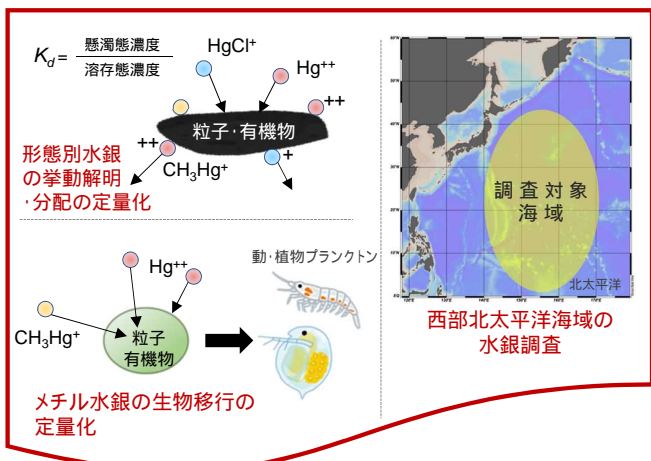 K_d = 懸濁態濃度 / 溶存態濃度
HgCl⁺
Hg⁺⁺
++
粒子・有機物
++
+
CH₃Hg⁺
形態別水銀
の挙動解明
・分配の定量化
Hg⁺⁺
動・植物プランクトン
CH₃Hg⁺
粒子
有機物
メチル水銀の生物移行の
定量化
調査対象
海域
北太平洋
西部北太平洋海域の
水銀調査